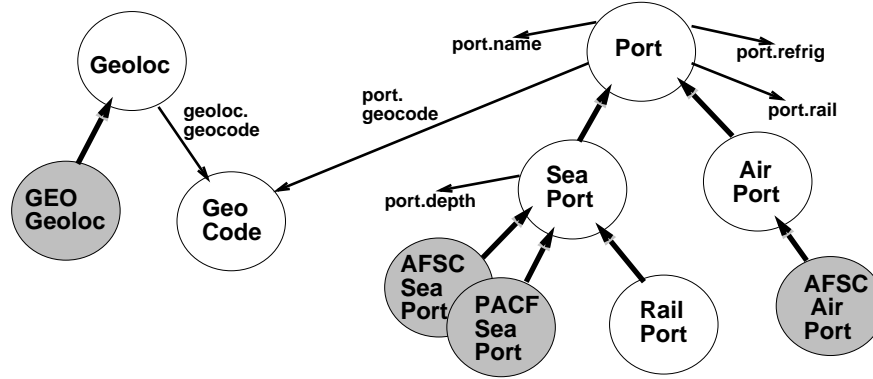 Geoloc
geoloc.
geocode
GEO
Geoloc
Geo
Code
port.
geocode
port.name
Port
port.refrig
port.rail
Sea
Port
port.depth
Air
Port
AFSC
Sea
Port
PACF
Sea
Port
Rail
Port
AFSC
Air
Port